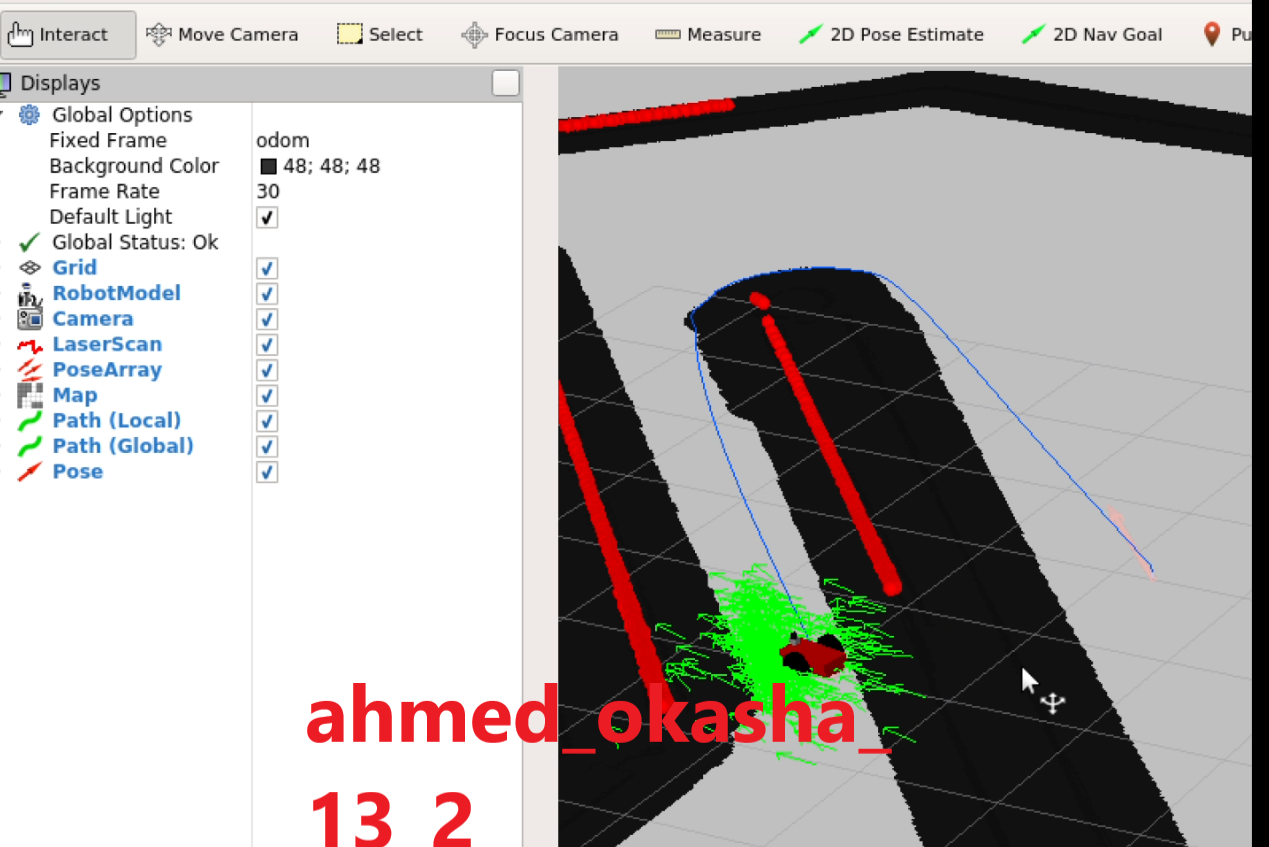 Interact Move Camera Select Focus Camera Measure 2D Pose Estimate 2D Nav Goal Pu
Displays
Global Options
Fixed Frame odom
Background Color 48; 48; 48
Frame Rate 30
Default Light
Global Status: Ok
Grid
RobotModel
Camera
LaserScan
PoseArray
Map
Path (Local)
Path (Global)
Pose
ahmed_okasha_
13_2